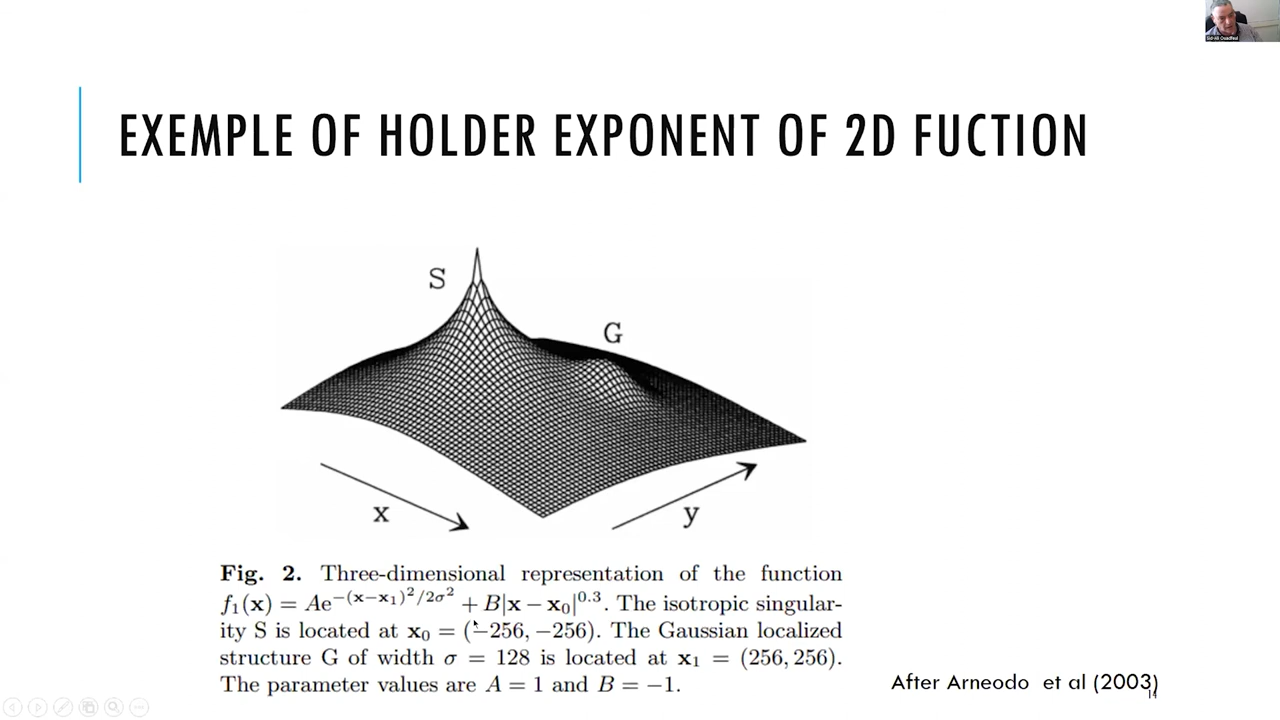 EXEMPLE OF HOLDER EXPONENT OF 2D FUCTION
S
G
x
y
Fig. 2. Three-dimensional representation of the function
f₁(x) = Ae^{−(x−x₁)²/2σ²} + B|x − x₀|^{0.3}. The isotropic singular-
ity S is located at x₀ = (−256, −256). The Gaussian localized
structure G of width σ = 128 is located at x₁ = (256, 256).
The parameter values are A = 1 and B = −1.
After Arneodo et al (2003)